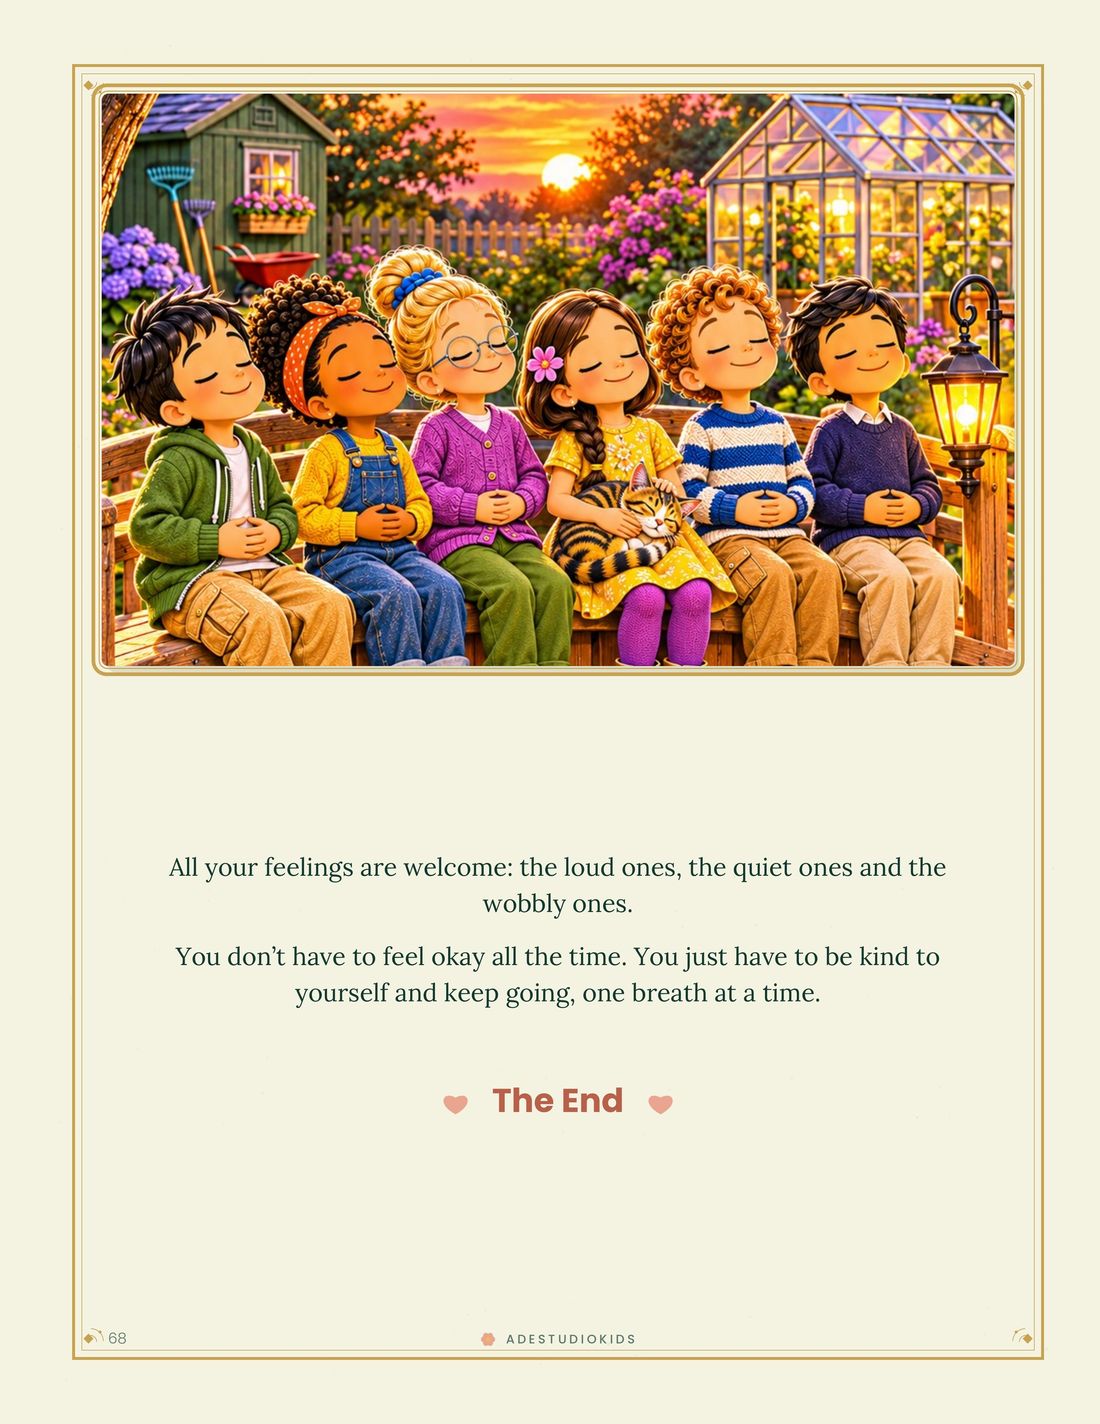 All your feelings are welcome: the loud ones, the quiet ones and the
wobbly ones.
You don’t have to feel okay all the time. You just have to be kind to
yourself and keep going, one breath at a time.
The End
68
ADESTUDIOKIDS